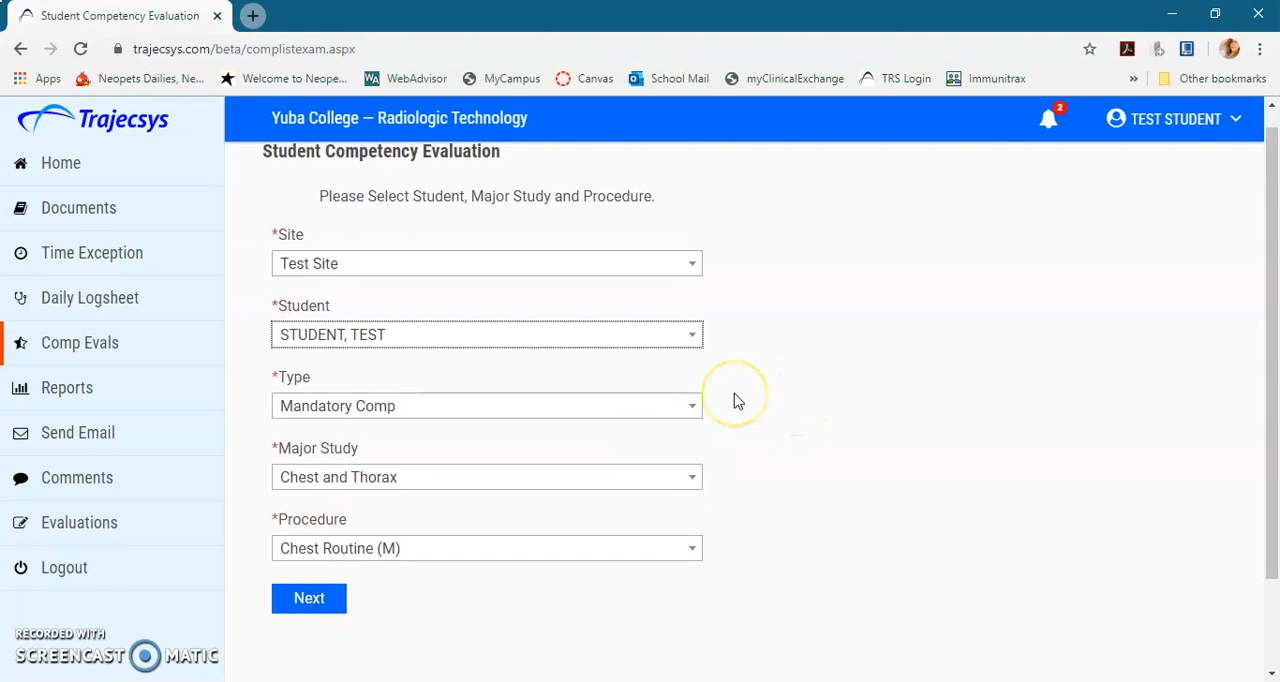 Student Competency Evaluation
trajecsys.com/beta/complistexam.aspx
Apps Neopets Dailies, Ne... Welcome to Neope... WebAdvisor MyCampus Canvas School Mail myClinicalExchange TRS Login Immunitrax » Other bookmarks
Trajecsys
Yuba College — Radiologic Technology
2
TEST STUDENT
Home
Documents
Time Exception
Daily Logsheet
Comp Evals
Reports
Send Email
Comments
Evaluations
Logout
Student Competency Evaluation
Please Select Student, Major Study and Procedure.
*Site
Test Site
*Student
STUDENT, TEST
*Type
Mandatory Comp
*Major Study
Chest and Thorax
*Procedure
Chest Routine (M)
Next
RECORDED WITH
SCREENCAST MATIC